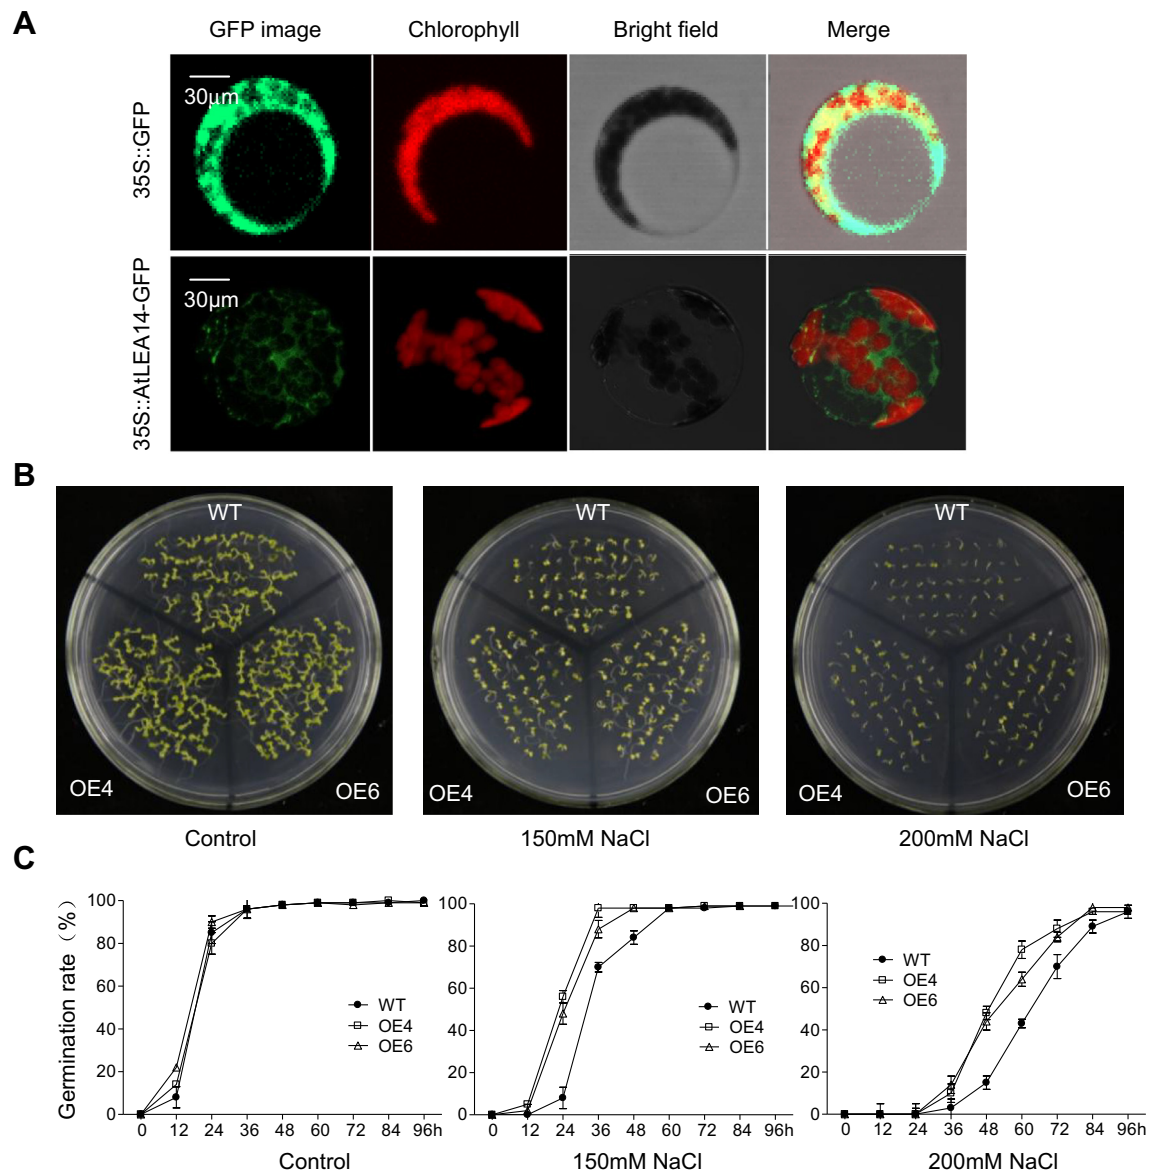 A
GFP image Chlorophyll Bright field Merge
35S::GFP
30µm
35S::AtLEA14-GFP
30µm
B
WT WT WT
OE4 OE6 OE4 OE6 OE4 OE6
Control 150mM NaCl 200mM NaCl
C
Germination rate（%）
100
80
60
40
20
0
WT
OE4
OE6
0 12 24 36 48 60 72 84 96h
Control
100
80
60
40
20
0
WT
OE4
OE6
0 12 24 36 48 60 72 84 96h
150mM NaCl
100
80
60
40
20
0
WT
OE4
OE6
0 12 24 36 48 60 72 84 96h
200mM NaCl